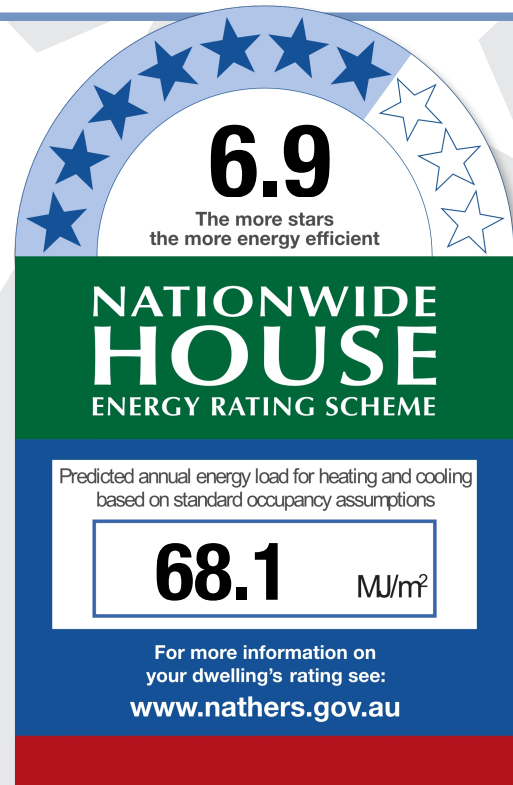 6.9
The more stars
the more energy efficient
NATIONWIDE
HOUSE
ENERGY RATING SCHEME
Predicted annual energy load for heating and cooling
based on standard occupancy assumptions
68.1 MJ/m²
For more information on
your dwelling's rating see:
www.nathers.gov.au